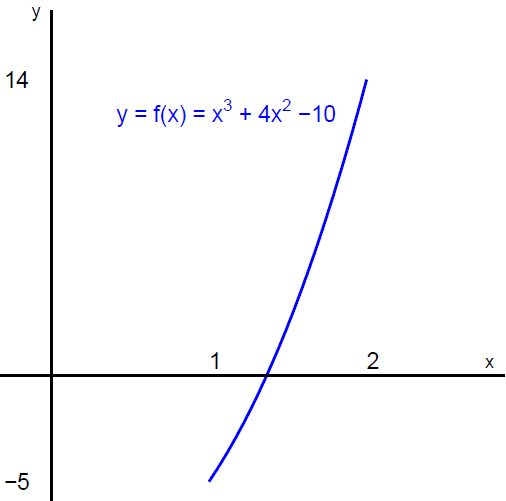 y
14
y = f(x) = x³ + 4x² −10
1
2
x
−5